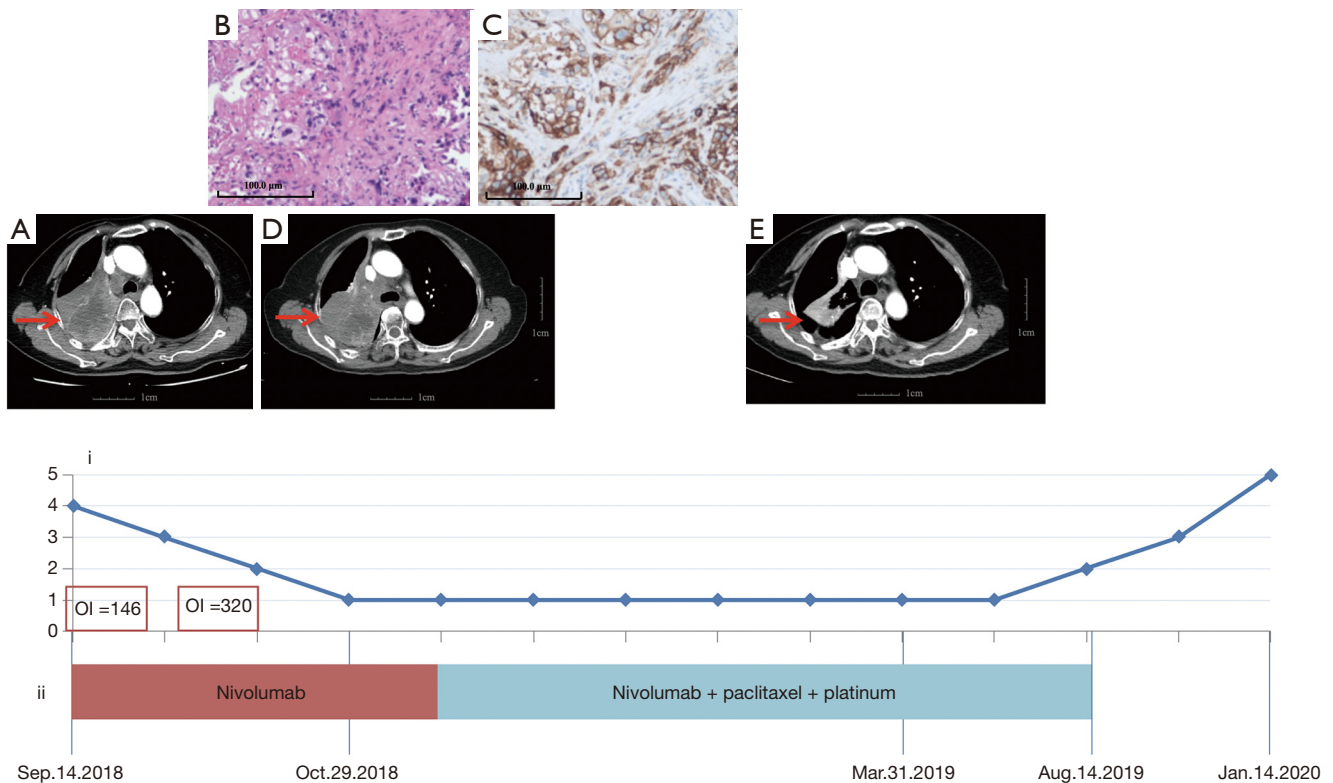 B
C
100.0 μm
100.0 μm
A
D
E
1cm
1cm
1cm
1cm
1cm
i
5
4
3
2
1
0
OI =146
OI =320
ii
Nivolumab
Nivolumab + paclitaxel + platinum
Sep.14.2018
Oct.29.2018
Mar.31.2019
Aug.14.2019
Jan.14.2020